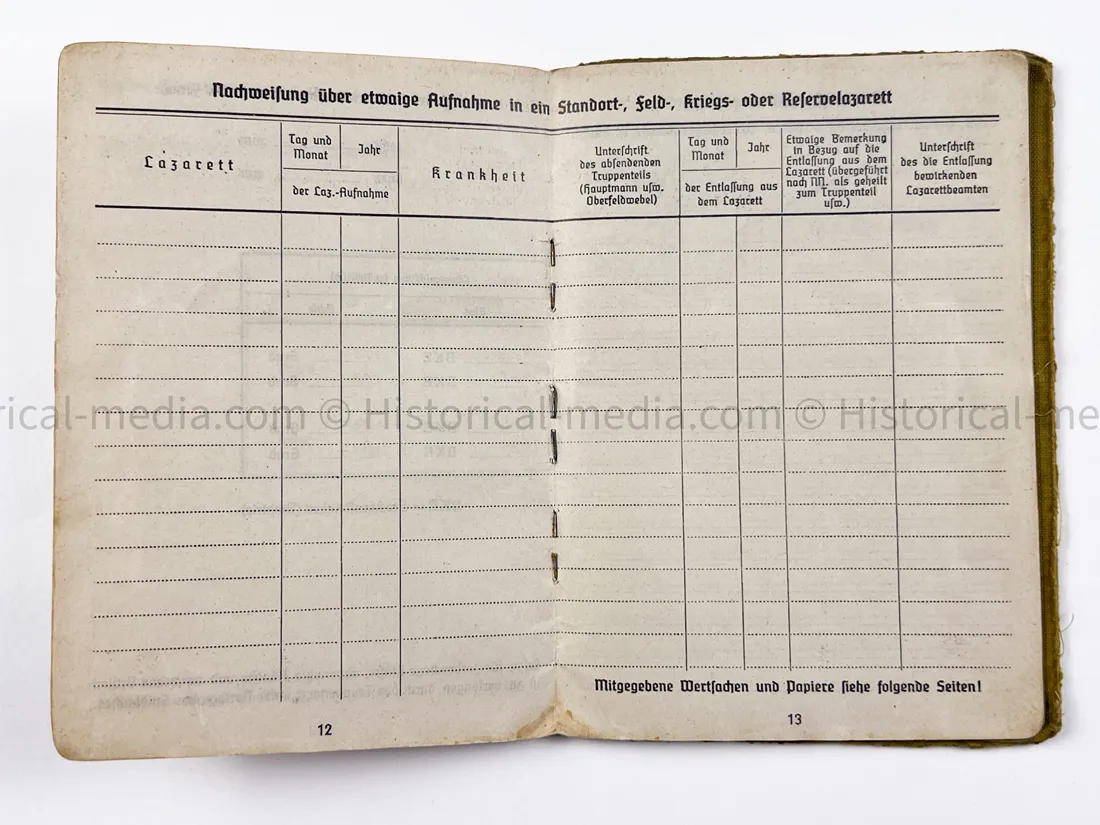 Nachweisung über etwaige Aufnahme in ein Standort-, Feld-, Kriegs- oder Reservelazarett
Lazarett
Tag und
Monat
Jahr
der Laz.-Aufnahme
Krankheit
Unterschrift
des absendenden
Truppenteils
(Hauptmann usw.
Oberfeldwebel)
Tag und
Monat
Jahr
der Entlassung aus
dem Lazarett
Etwaige Bemerkung
in Bezug auf die
Entlassung aus dem
Lazarett (übergeführt
nach NN. als geheilt
zum Truppenteil
usw.)
Unterschrift
des die Entlassung
bewirkenden
Lazarettbeamten
orical-media.com © Historical-media.com © Historical-me
Mitgegebene Wertsachen und Papiere siehe folgende Seiten!
12
13